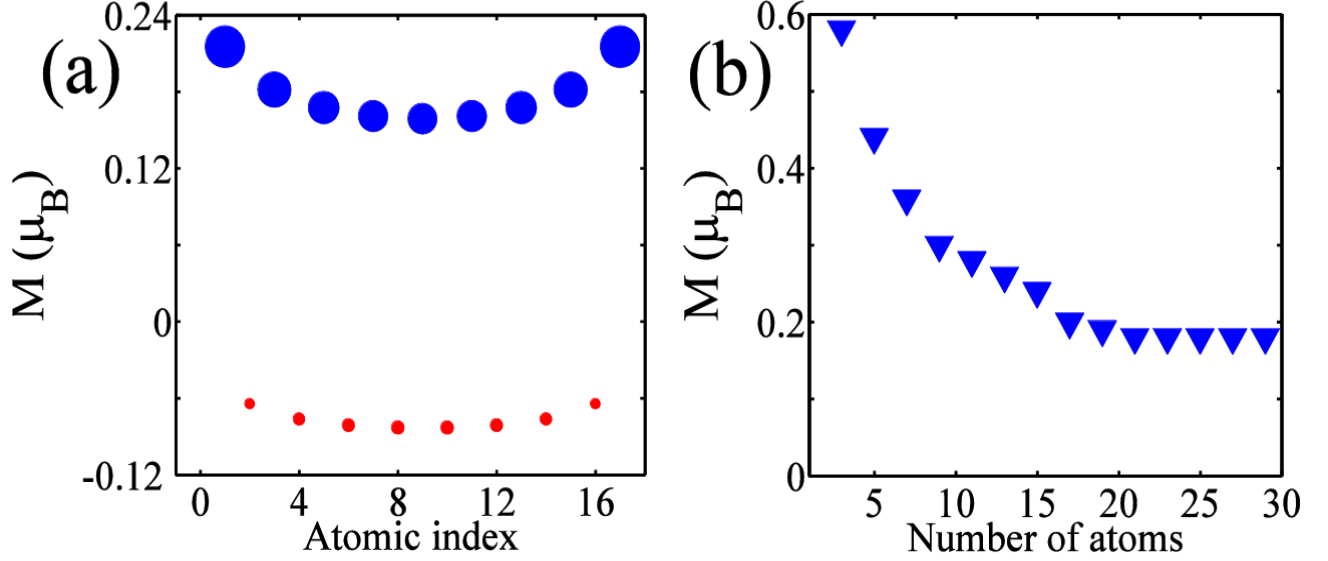 (a)
M (μB)
0.24
0.12
0
-0.12
0 4 8 12 16
Atomic index
(b)
M (μB)
0.6
0.4
0.2
0
5 10 15 20 25 30
Number of atoms